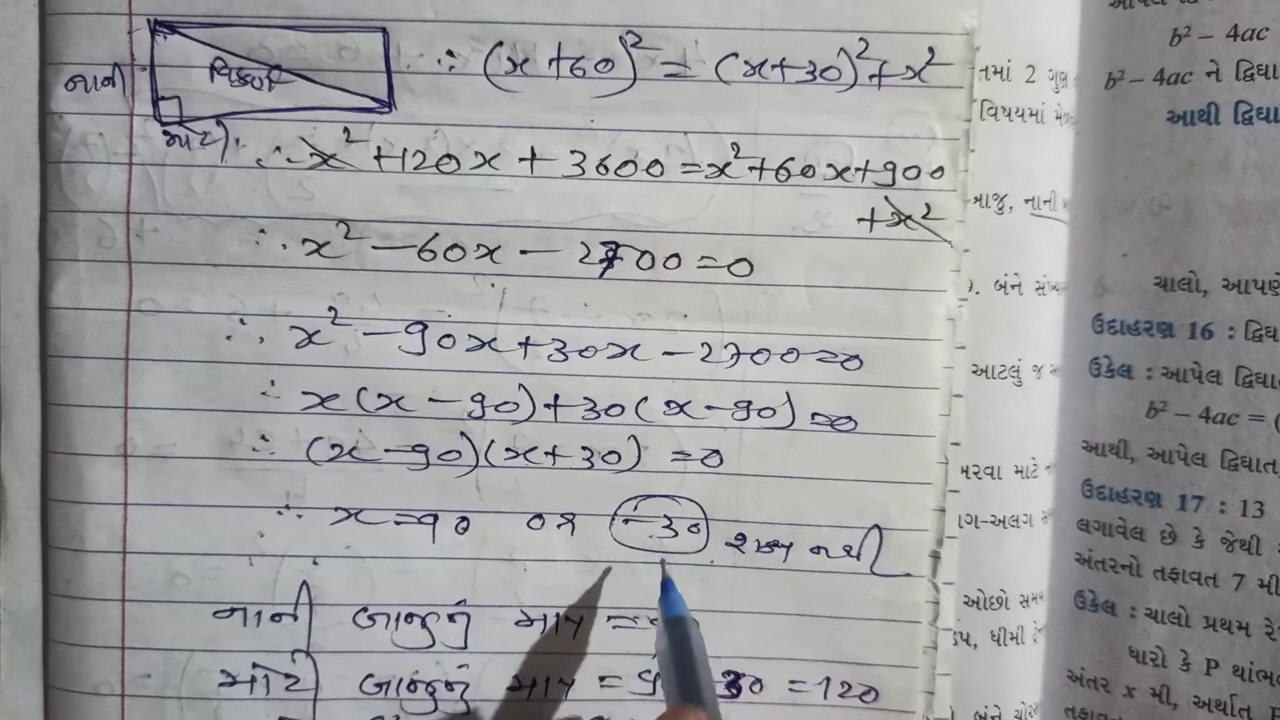 વિકર્ણ
નાની
મોટી
∴ (x+60)² = (x+30)²+x²
∴ x² +120x + 3600 = x²+60x+900
+x²
∴ x² – 60x – 2700 = 0
∴ x² – 90x + 30x – 2700 = 0
∴ x(x – 90) + 30(x – 90) = 0
∴ (x – 90)(x + 30) = 0
∴ x = 90 or –30 શક્ય નથી
નાની બાજુનું માપ =
મોટી બાજુનું માપ = 30 = 120
તમાં 2 ગુણ
વિષયમાં
બાજુ, નાની
). બંને
આટલું જ
કરવા માટે
ગ-અલગ
ઓછો
ધીમી
બંને
b² – 4ac
b² – 4ac ને દ્વિઘા
આથી દ્વિઘા
ચાલો, આપણે
ઉદાહરણ 16 : દ્વિઘ
ઉકેલ : આપેલ દ્વિઘા
b² – 4ac = (
આથી, આપેલ દ્વિઘાત
ઉદાહરણ 17 : 13
લગાવેલ છે કે જેથી
અંતરનો તફાવત 7 મી
ઉકેલ : ચાલો પ્રથમ રે
ધારો કે P થાંભ
અંતર x મી, અર્થાત્
તફાવત